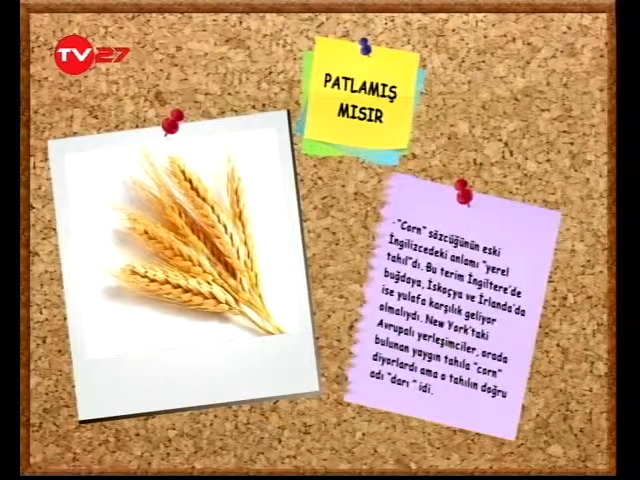 TV27
PATLAMIŞ
MISIR
- "Corn" sözcüğünün eski
İngilizcedeki anlamı "yerel
tahıl"dı. Bu terim İngiltere'de
buğdaya, İskoçya ve İrlanda'da
ise yulafa karşılık geliyor
olmalıydı. New York'taki
Avrupalı yerleşimciler, orada
bulunan yaygın tahıla "corn"
diyorlardı ama o tahılın doğru
adı "darı " idi.